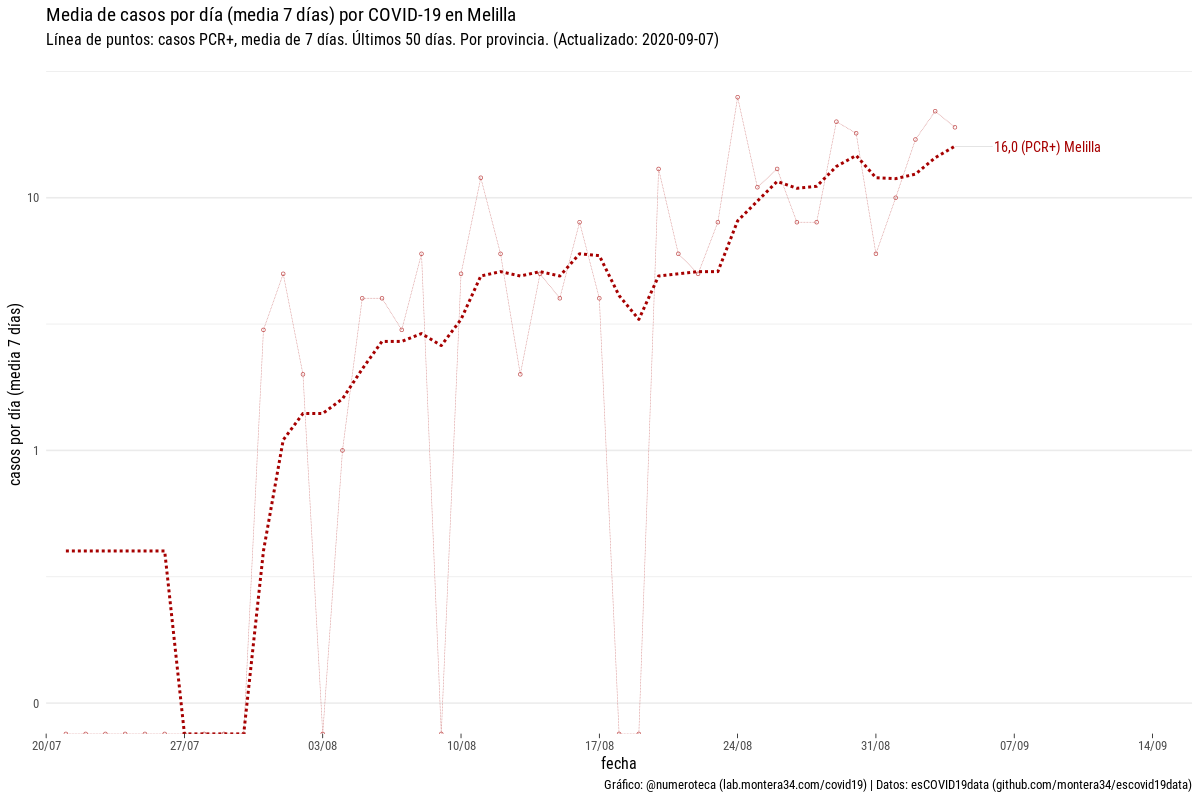 Media de casos por día (media 7 días) por COVID-19 en Melilla
Línea de puntos: casos PCR+, media de 7 días. Últimos 50 días. Por provincia. (Actualizado: 2020-09-07)
casos por día (media 7 días)
10
1
0
16,0 (PCR+) Melilla
20/07
27/07
03/08
10/08
17/08
24/08
31/08
07/09
14/09
fecha
Gráfico: @numeroteca (lab.montera34.com/covid19) | Datos: esCOVID19data (github.com/montera34/escovid19data)